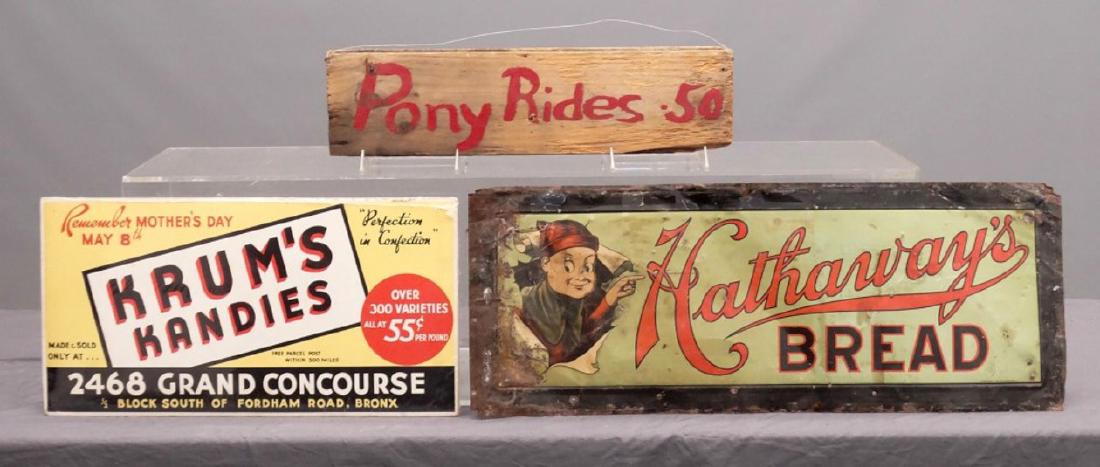 Pony Rides .50
Remember MOTHER'S DAY
MAY 8th
"Perfection
in Confection"
KRUM'S
KANDIES
OVER
300 VARIETIES
ALL AT 55¢ PER POUND
MADE & SOLD
ONLY AT...
FREE PARCEL POST
WITHIN 300 MILES
2468 GRAND CONCOURSE
½ BLOCK SOUTH OF FORDHAM ROAD, BRONX
Hathaway's
BREAD